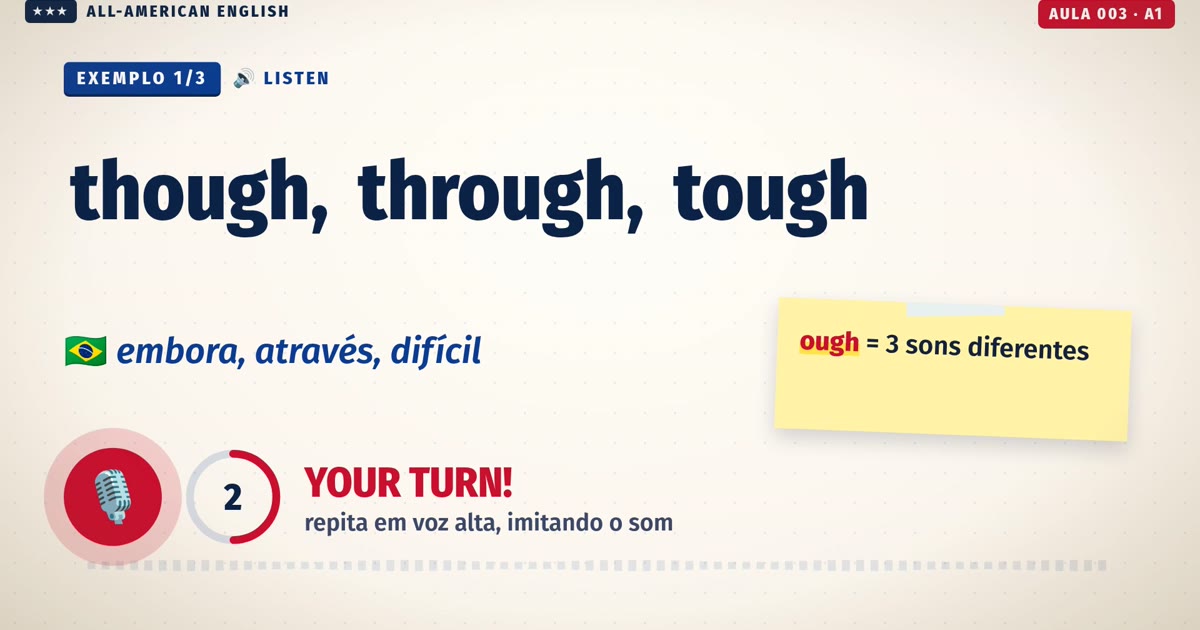 ★★★ ALL-AMERICAN ENGLISH
AULA 003 · A1
EXEMPLO 1/3 🔊 LISTEN
though, through, tough
🇧🇷 embora, através, difícil
ough = 3 sons diferentes
2
YOUR TURN!
repita em voz alta, imitando o som